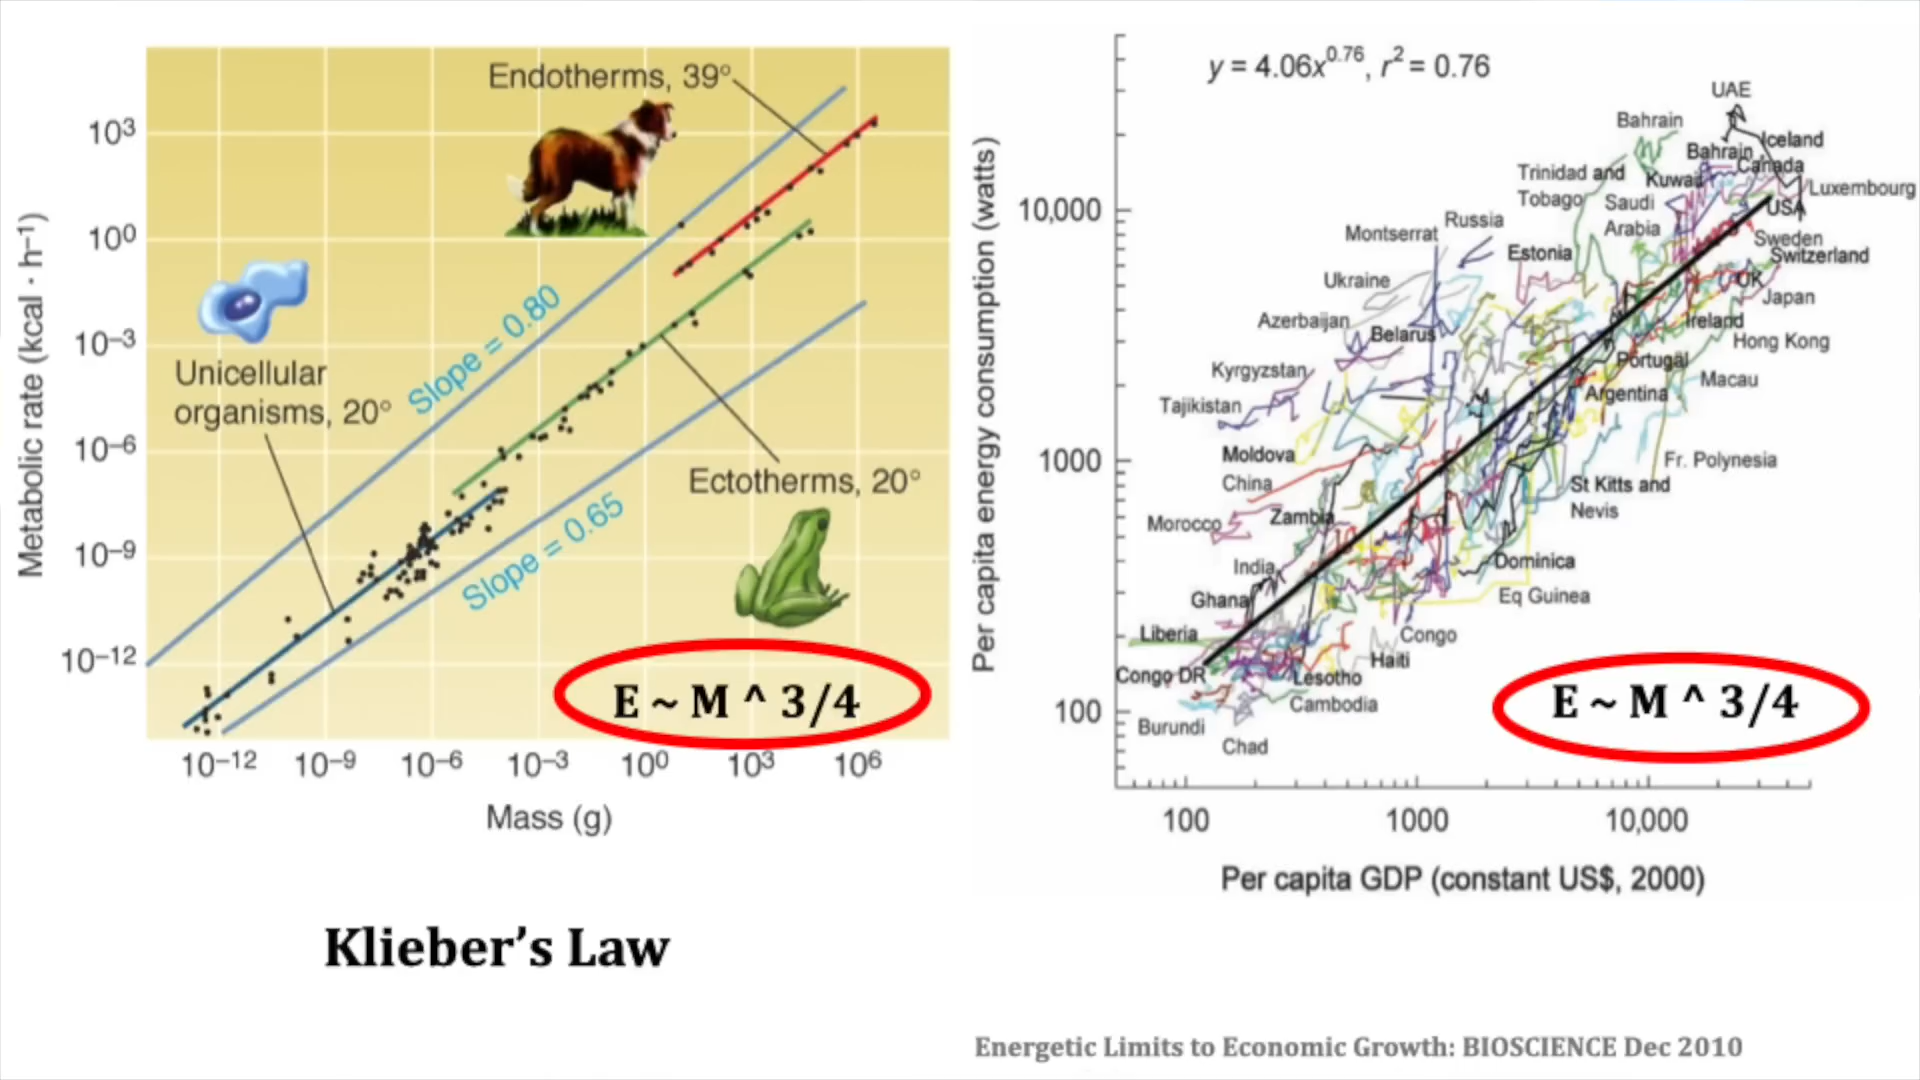 Endotherms, 39°
10³
10⁰
10⁻³
10⁻⁶
10⁻⁹
10⁻¹²
Metabolic rate (kcal · h⁻¹)
Unicellular
organisms, 20°
Slope = 0.80
Slope = 0.65
Ectotherms, 20°
E ~ M ^ 3/4
10⁻¹²
10⁻⁹
10⁻⁶
10⁻³
10⁰
10³
10⁶
Mass (g)
Klieber’s Law
y = 4.06x⁰·⁷⁶, r² = 0.76
Per capita energy consumption (watts)
10,000
1000
100
UAE
Bahrain
Iceland
Bahrain
Canada
Trinidad and
Tobago
Kuwait
Luxembourg
Saudi
Arabia
USA
Russia
Montserrat
Estonia
Sweden
Switzerland
Ukraine
UK
Japan
Azerbaijan
Belarus
Ireland
Hong Kong
Kyrgyzstan
Portugal
Macau
Tajikistan
Argentina
Moldova
Fr. Polynesia
China
St Kitts and
Nevis
Morocco
Zambia
India
Dominica
Ghana
Eq Guinea
Liberia
Congo
Haiti
Congo DR
Lesotho
Cambodia
Burundi
Chad
E ~ M ^ 3/4
100
1000
10,000
Per capita GDP (constant US$, 2000)
Energetic Limits to Economic Growth: BIOSCIENCE Dec 2010